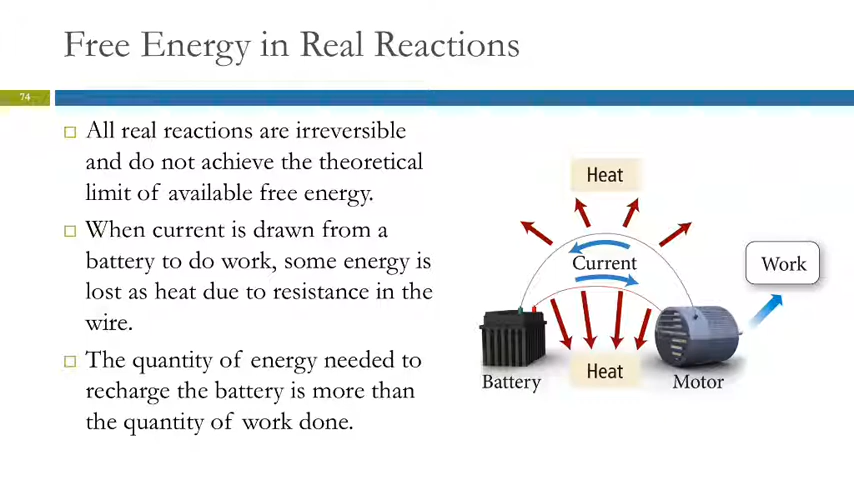 Free Energy in Real Reactions
74
□ All real reactions are irreversible
and do not achieve the theoretical
limit of available free energy.
□ When current is drawn from a
battery to do work, some energy is
lost as heat due to resistance in the
wire.
□ The quantity of energy needed to
recharge the battery is more than
the quantity of work done.
Heat
Current
Work
Battery
Heat
Motor